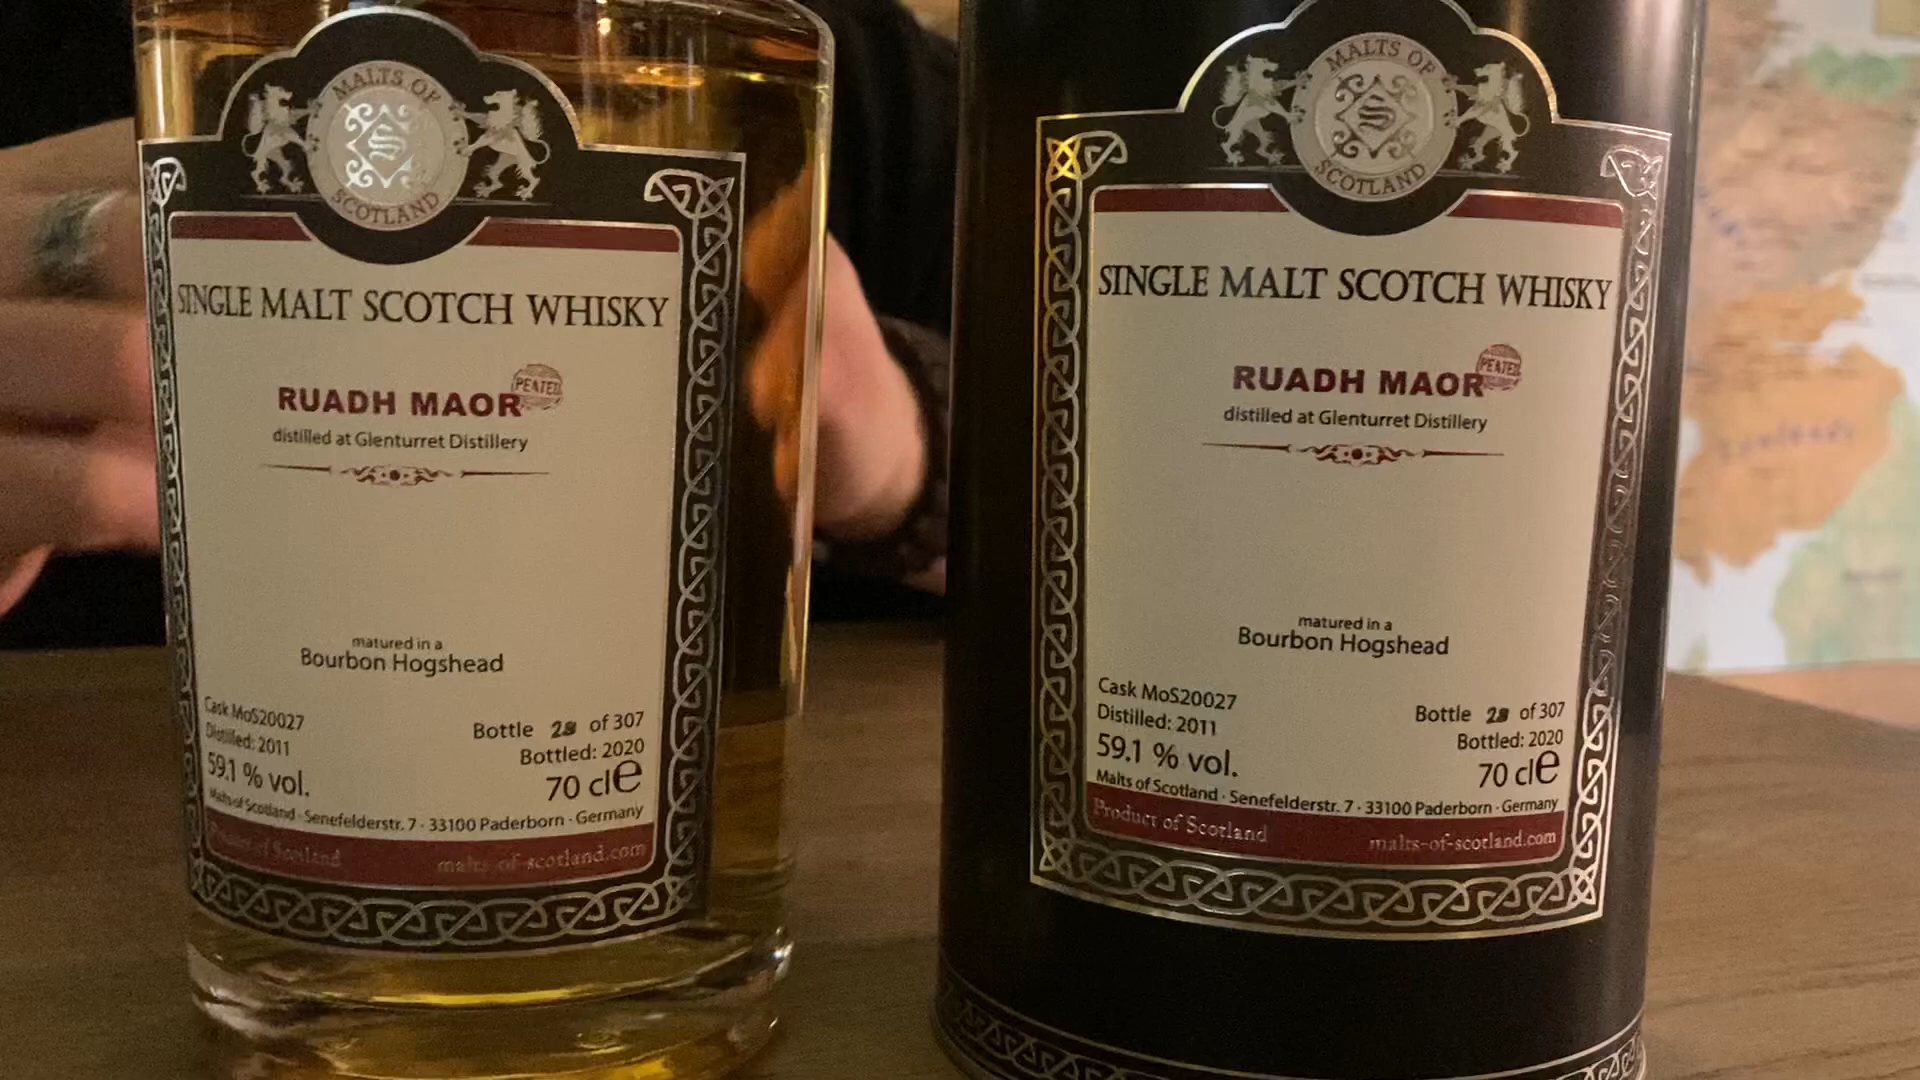 MALTS OF
SCOTLAND
S
SINGLE MALT SCOTCH WHISKY
RUADH MAOR
PEATED
distilled at Glenturret Distillery
matured in a
Bourbon Hogshead
Cask MoS20027
Distilled: 2011
59.1 % vol.
Bottle 28 of 307
Bottled: 2020
70 cl e
Malts of Scotland · Senefelderstr. 7 · 33100 Paderborn · Germany
Product of Scotland
malts-of-scotland.com
MALTS OF
SCOTLAND
S
SINGLE MALT SCOTCH WHISKY
RUADH MAOR
PEATED
distilled at Glenturret Distillery
matured in a
Bourbon Hogshead
Cask MoS20027
Distilled: 2011
59.1 % vol.
Bottle 28 of 307
Bottled: 2020
70 cl e
Malts of Scotland · Senefelderstr. 7 · 33100 Paderborn · Germany
Product of Scotland
malts-of-scotland.com